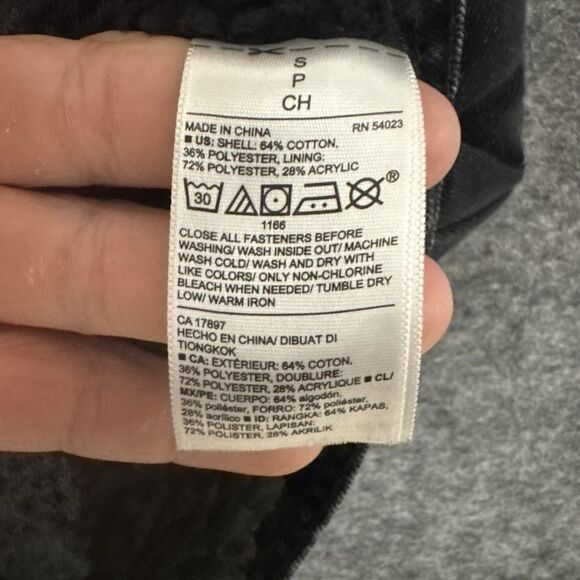 S
P
CH
MADE IN CHINA RN 54023
■ US: SHELL: 64% COTTON,
36% POLYESTER, LINING:
72% POLYESTER, 28% ACRYLIC
30 ®
1166
CLOSE ALL FASTENERS BEFORE
WASHING/ WASH INSIDE OUT/ MACHINE
WASH COLD/ WASH AND DRY WITH
LIKE COLORS/ ONLY NON-CHLORINE
BLEACH WHEN NEEDED/ TUMBLE DRY
LOW/ WARM IRON
CA 17897
HECHO EN CHINA/ DIBUAT DI
TIONGKOK
■ CA: EXTÉRIEUR: 64% COTON,
36% POLYESTER, DOUBLURE:
72% POLYESTER, 28% ACRYLIQUE ■ CL/
MX/PE: CUERPO: 64% algodón,
36% poliéster, FORRO: 72% poliéster,
28% acrílico ■ ID: RANGKA: 64% KAPAS,
36% POLISTER, LAPISAN:
72% POLISTER, 28% AKRILIK